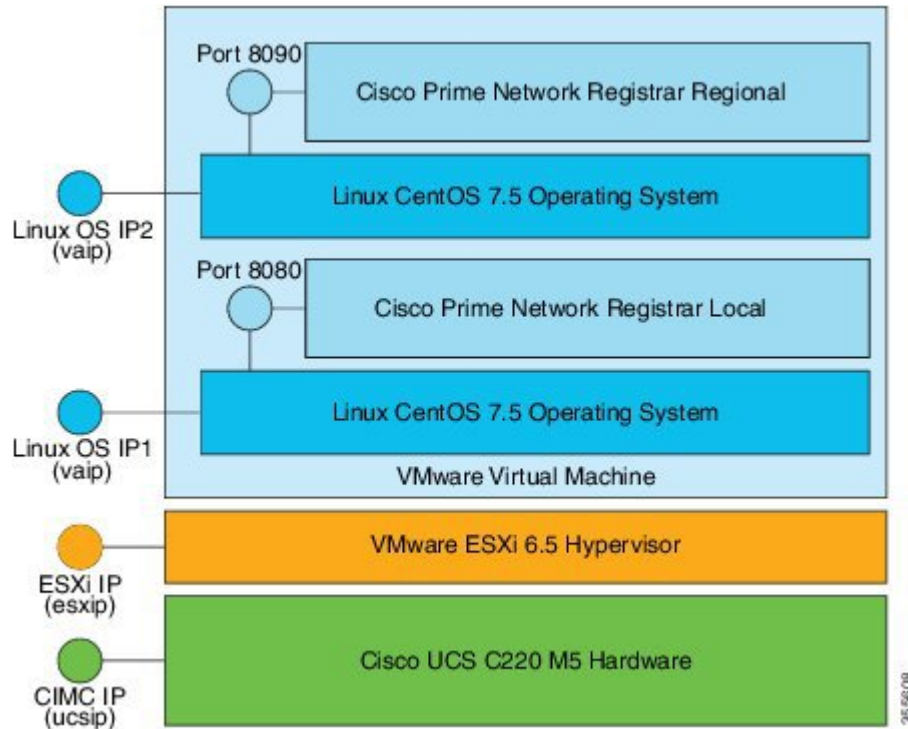 Port 8090
Cisco Prime Network Registrar Regional
Linux CentOS 7.5 Operating System
Linux OS IP2
(vaip)
Port 8080
Cisco Prime Network Registrar Local
Linux CentOS 7.5 Operating System
Linux OS IP1
(vaip)
VMware Virtual Machine
VMware ESXi 6.5 Hypervisor
ESXi IP
(esxip)
Cisco UCS C220 M5 Hardware
CIMC IP
(ucsip)
355608